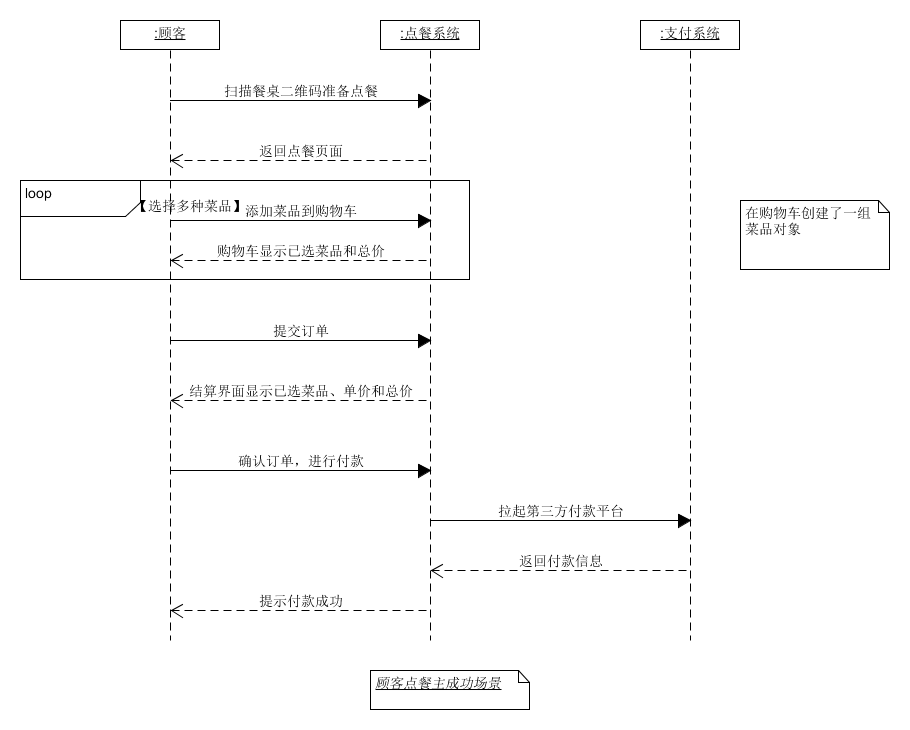 :顾客
:点餐系统
:支付系统
扫描餐桌二维码准备点餐
返回点餐页面
loop
【选择多种菜品】
添加菜品到购物车
在购物车创建了一组
菜品对象
购物车显示已选菜品和总价
提交订单
结算界面显示已选菜品、单价和总价
确认订单，进行付款
拉起第三方付款平台
返回付款信息
提示付款成功
顾客点餐主成功场景